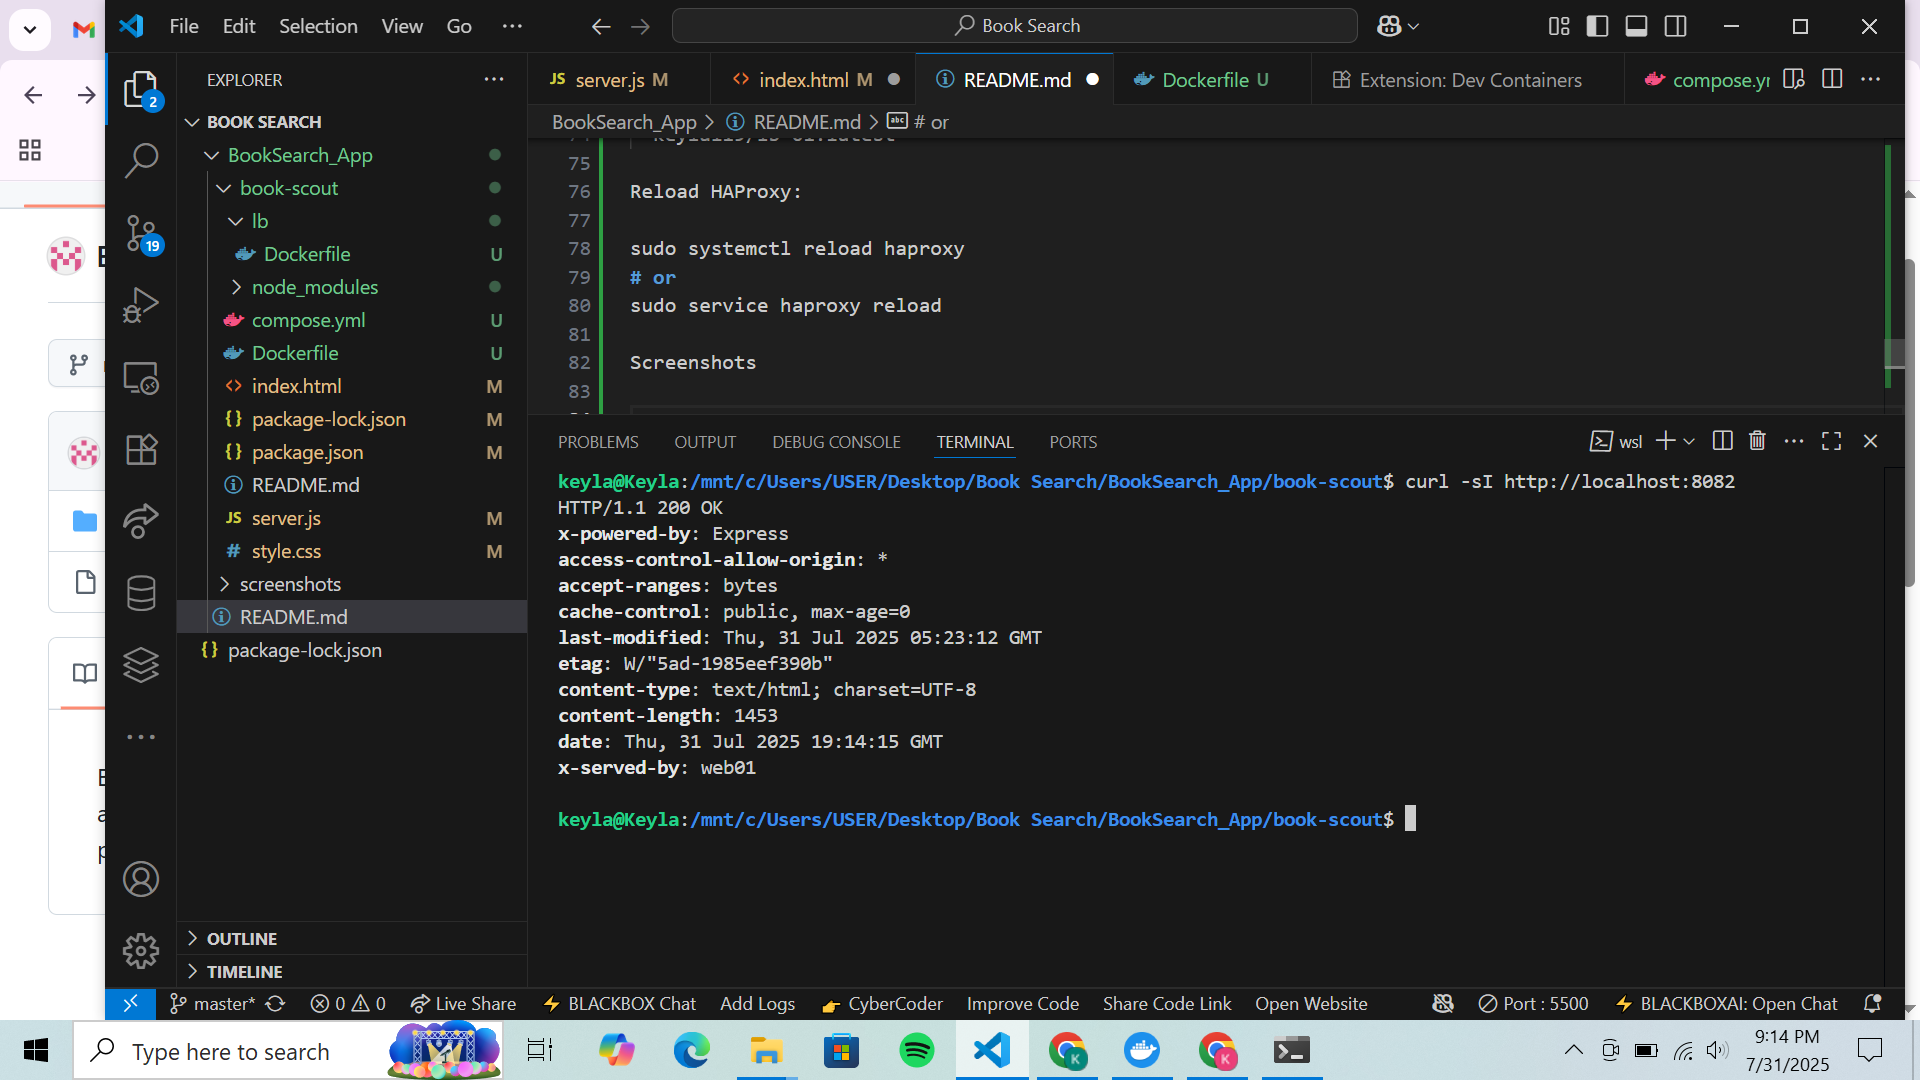 File Edit Selection View Go ··· Book Search
EXPLORER ···
BOOK SEARCH
BookSearch_App
book-scout
lb
Dockerfile U
node_modules
compose.yml U
Dockerfile U
index.html M
package-lock.json M
package.json M
README.md
server.js M
style.css M
screenshots
README.md
package-lock.json
OUTLINE
TIMELINE
2
19
JS server.js M
index.html M
README.md
Dockerfile U
Extension: Dev Containers
compose.yr
BookSearch_App > README.md > abc # or
75
76 Reload HAProxy:
77
78 sudo systemctl reload haproxy
79 # or
80 sudo service haproxy reload
81
82 Screenshots
83
PROBLEMS OUTPUT DEBUG CONSOLE TERMINAL PORTS wsl
keyla@Keyla:/mnt/c/Users/USER/Desktop/Book Search/BookSearch_App/book-scout$ curl -sI http://localhost:8082
HTTP/1.1 200 OK
x-powered-by: Express
access-control-allow-origin: *
accept-ranges: bytes
cache-control: public, max-age=0
last-modified: Thu, 31 Jul 2025 05:23:12 GMT
etag: W/"5ad-1985eef390b"
content-type: text/html; charset=UTF-8
content-length: 1453
date: Thu, 31 Jul 2025 19:14:15 GMT
x-served-by: web01
keyla@Keyla:/mnt/c/Users/USER/Desktop/Book Search/BookSearch_App/book-scout$
master* 0 0 Live Share BLACKBOX Chat Add Logs CyberCoder Improve Code Share Code Link Open Website Port : 5500 BLACKBOXAI: Open Chat
Type here to search
K
K
9:14 PM
7/31/2025